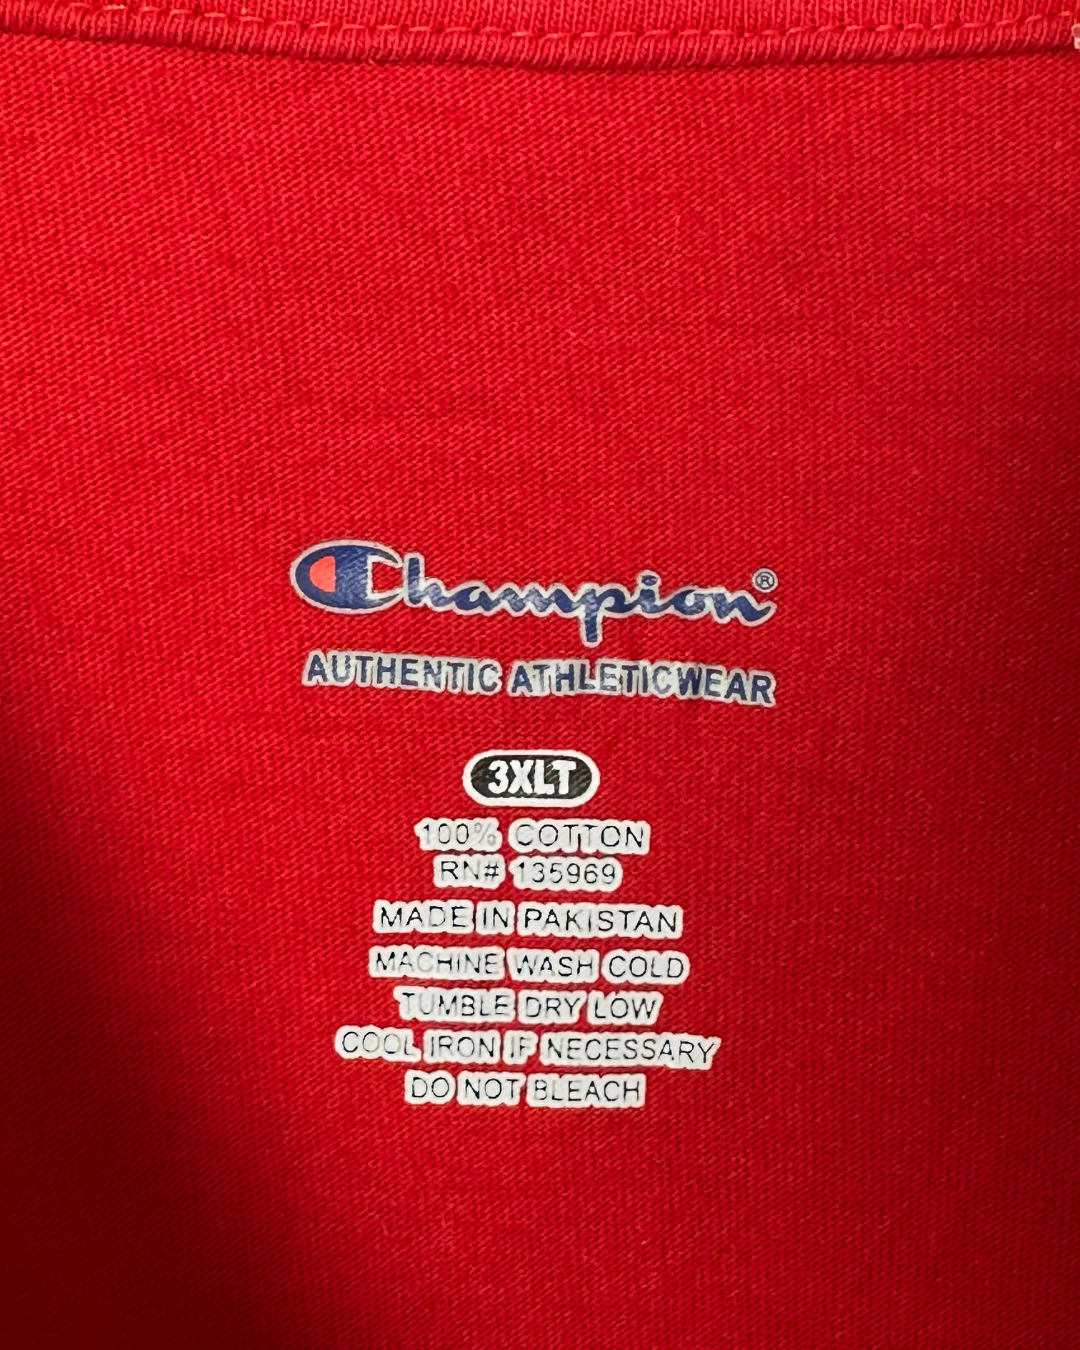 Champion®
AUTHENTIC ATHLETICWEAR
3XLT
100% COTTON
RN# 135969
MADE IN PAKISTAN
MACHINE WASH COLD
TUMBLE DRY LOW
COOL IRON IF NECESSARY
DO NOT BLEACH